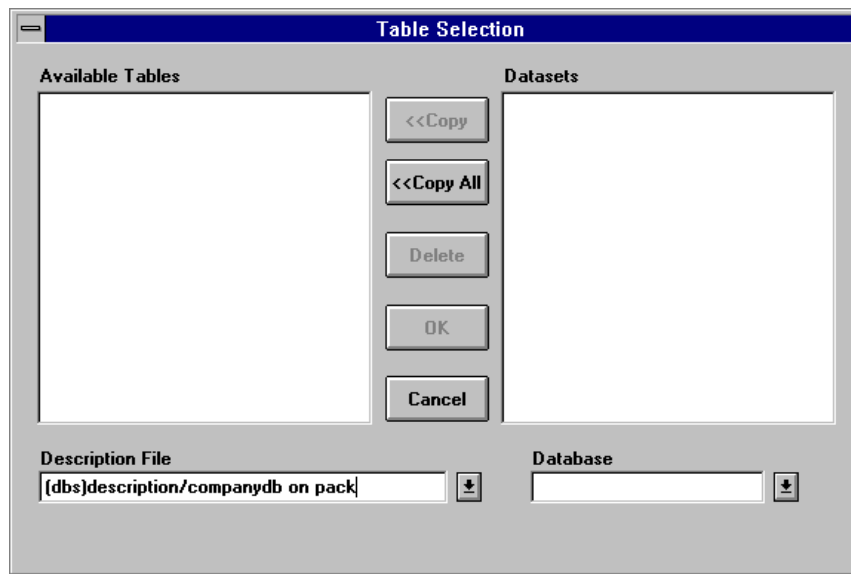 Table Selection
Available Tables
Datasets
<<Copy
<<Copy All
Delete
OK
Cancel
Description File
Database
(dbs)description/companydb on pack